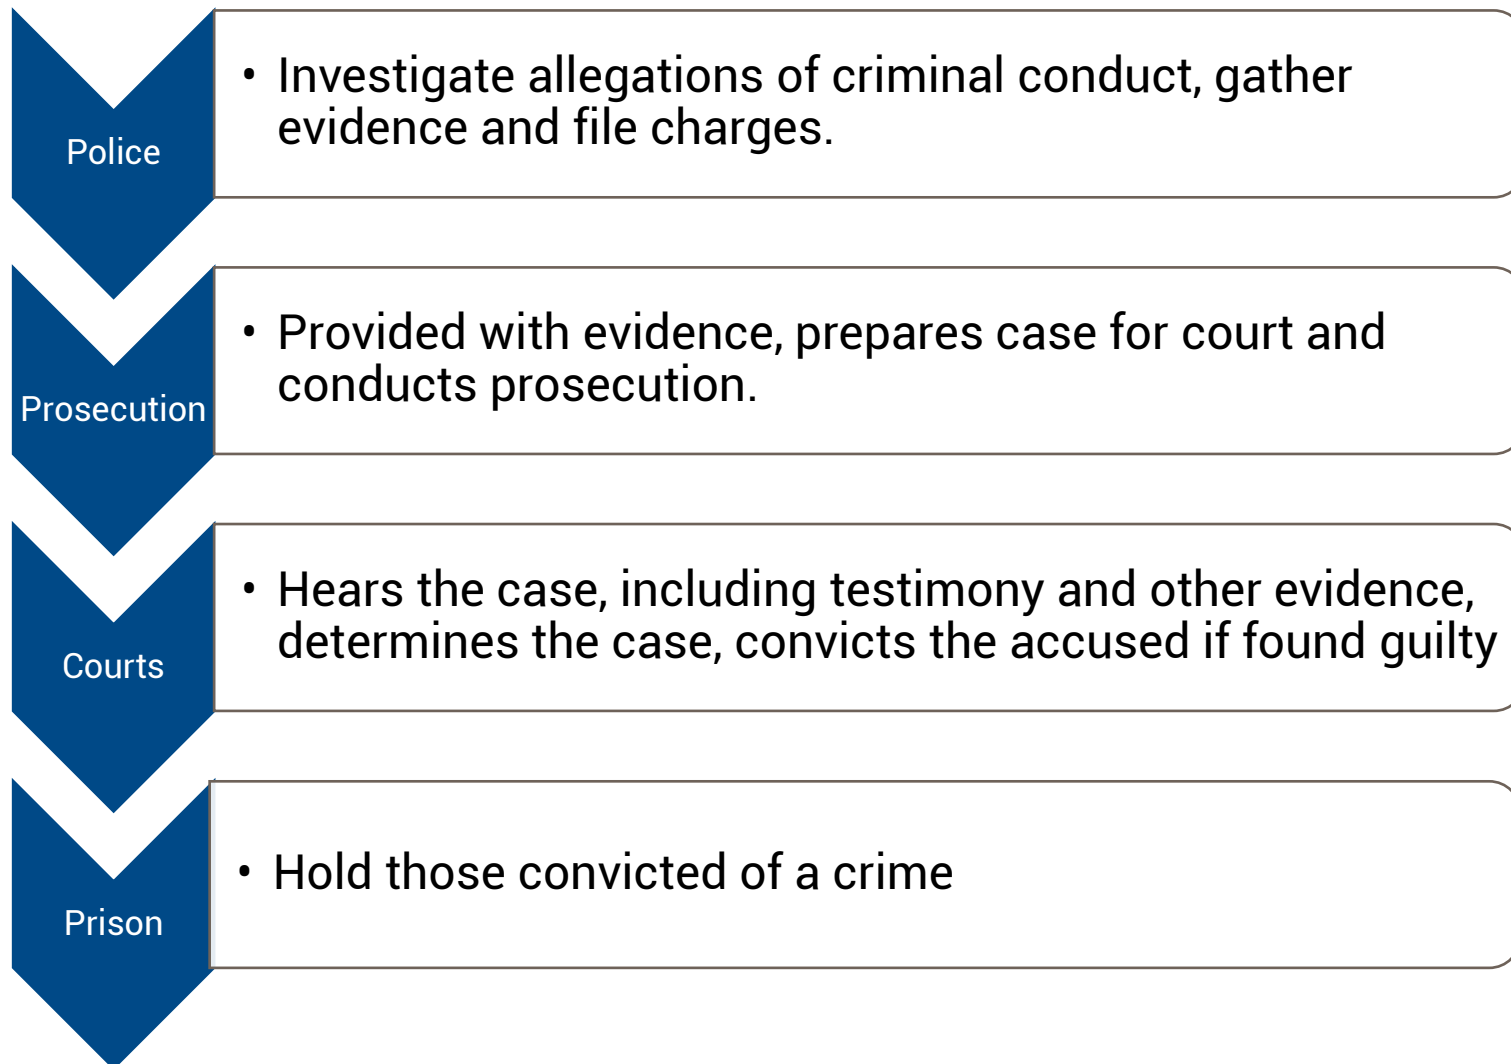 Police
• Investigate allegations of criminal conduct, gather
evidence and file charges.
Prosecution
• Provided with evidence, prepares case for court and
conducts prosecution.
Courts
• Hears the case, including testimony and other evidence,
determines the case, convicts the accused if found guilty
Prison
• Hold those convicted of a crime